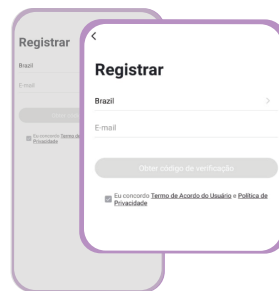 Registrar
Brazil
E-mail
Eu concordo Termo de
Privacidade
Registrar
Brazil
E-mail
Obter código de verificação
Eu concordo Termo de Acordo do Usuário e Política de
Privacidade